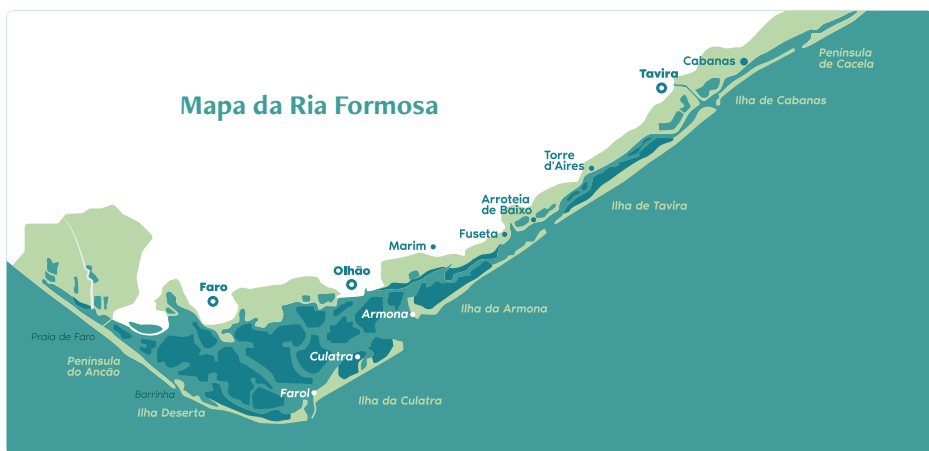 Mapa da Ria Formosa
Península
de Cacela
Cabanas
Tavira
Ilha de Cabanas
Torre
d'Aires
Arroteia
de Baixo
Ilha de Tavira
Fuseta
Marim
Olhão
Faro
Ilha da Armona
Armona
Praia de Faro
Culatra
Península
do Ancão
Barrinha
Farol
Ilha da Culatra
Ilha Deserta